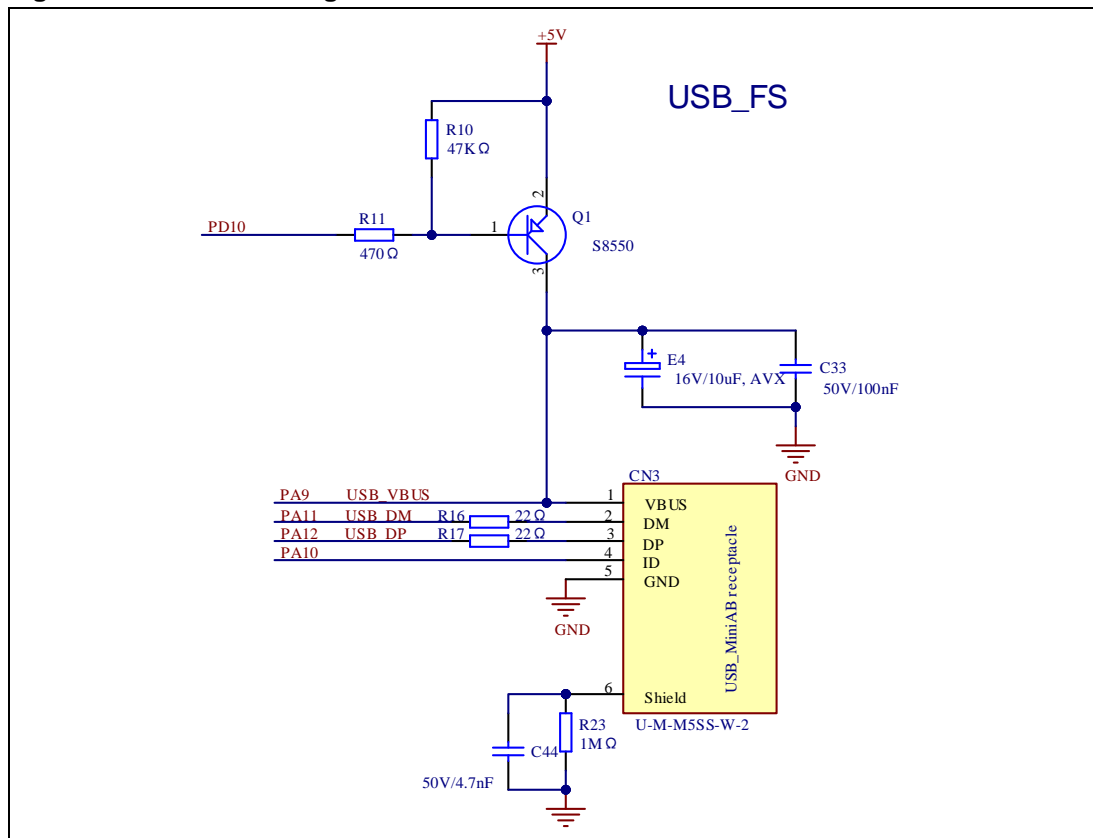 +5V
USB_FS
R10
47KΩ
2
PD10
R11
1
Q1
470Ω
S8550
3
+
E4
C33
16V/10uF, AVX
50V/100nF
GND
CN3
PA9 USB_VBUS 1 VBUS
PA11 USB_DM R16 22Ω 2 DM
PA12 USB_DP R17 22Ω 3 DP
PA10 4 ID
5 GND
GND
USB_MiniAB receptacle
6 Shield
U-M-M5SS-W-2
R23
C44
1MΩ
50V/4.7nF